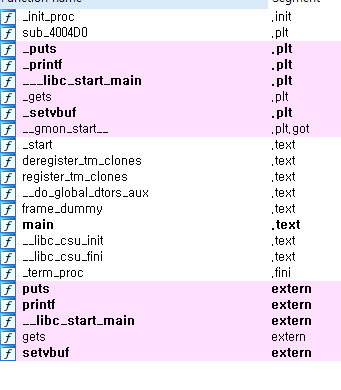 Function name Segment
_init_proc .init
sub_4004D0 .plt
_puts .plt
_printf .plt
___libc_start_main .plt
_gets .plt
_setvbuf .plt
__gmon_start__ .plt.got
_start .text
deregister_tm_clones .text
register_tm_clones .text
__do_global_dtors_aux .text
frame_dummy .text
main .text
__libc_csu_init .text
__libc_csu_fini .text
_term_proc .fini
puts extern
printf extern
__libc_start_main extern
gets extern
setvbuf extern